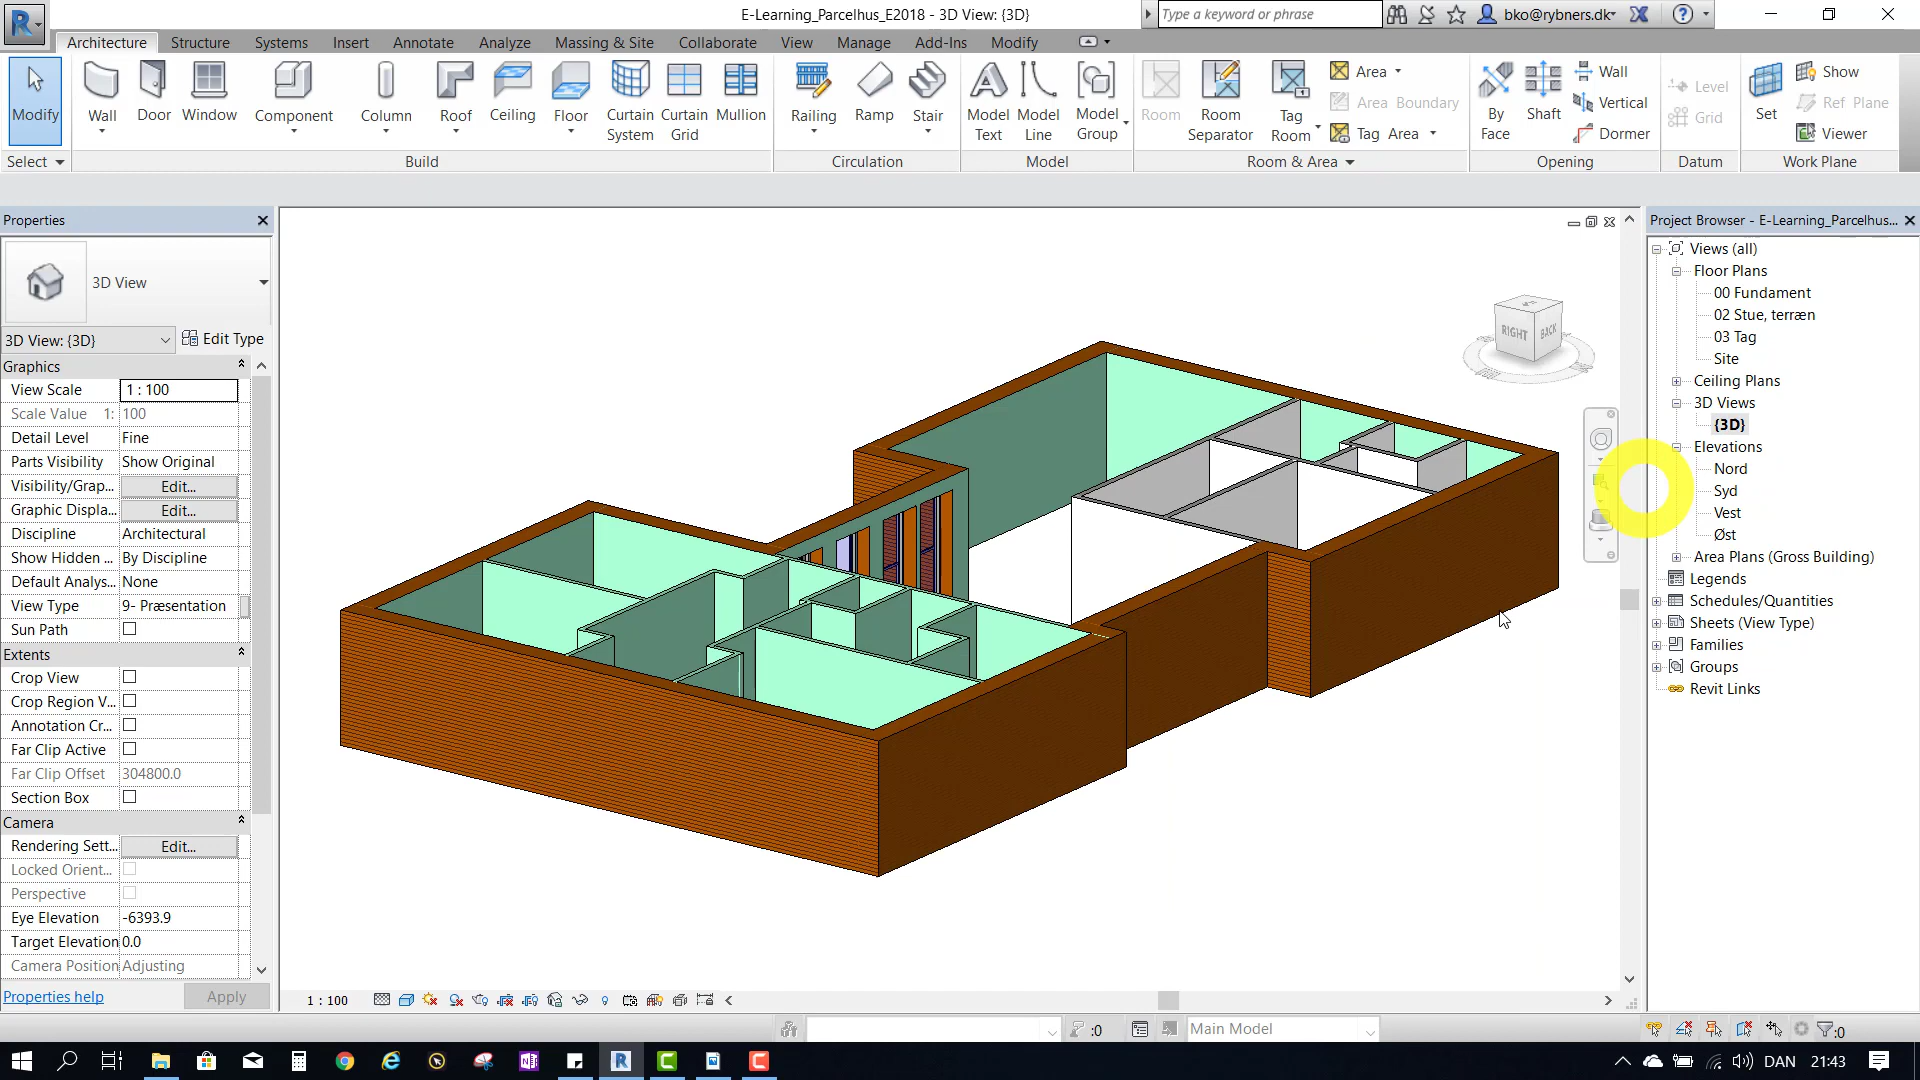 E-Learning_Parcelhus_E2018 - 3D View: {3D}
Type a keyword or phrase
bko@rybners.dk
Architecture Structure Systems Insert Annotate Analyze Massing & Site Collaborate View Manage Add-Ins Modify
Modify
Wall
Door
Window
Component
Column
Roof
Ceiling
Floor
Curtain System
Curtain Grid
Mullion
Railing
Ramp
Stair
Model Text
Model Line
Model Group
Room
Room Separator
Tag Room
Area
Area Boundary
Tag Area
By Face
Shaft
Wall
Vertical
Dormer
Level
Grid
Set
Show
Ref Plane
Viewer
Select
Build
Circulation
Model
Room & Area
Opening
Datum
Work Plane
Properties
3D View
3D View: {3D}
Edit Type
Graphics
View Scale 1 : 100
Scale Value 1: 100
Detail Level Fine
Parts Visibility Show Original
Visibility/Grap... Edit...
Graphic Displa... Edit...
Discipline Architectural
Show Hidden ... By Discipline
Default Analys... None
View Type 9- Præsentation
Sun Path
Extents
Crop View
Crop Region V...
Annotation Cr...
Far Clip Active
Far Clip Offset 304800.0
Section Box
Camera
Rendering Sett... Edit...
Locked Orient...
Perspective
Eye Elevation -6393.9
Target Elevation 0.0
Camera Position Adjusting
Properties help
Apply
RIGHT
BACK
1 : 100
Project Browser - E-Learning_Parcelhus...
Views (all)
Floor Plans
00 Fundament
02 Stue, terræn
03 Tag
Site
Ceiling Plans
3D Views
{3D}
Elevations
Nord
Syd
Vest
Øst
Area Plans (Gross Building)
Legends
Schedules/Quantities
Sheets (View Type)
Families
Groups
Revit Links
:0
Main Model
:0
DAN
21:43